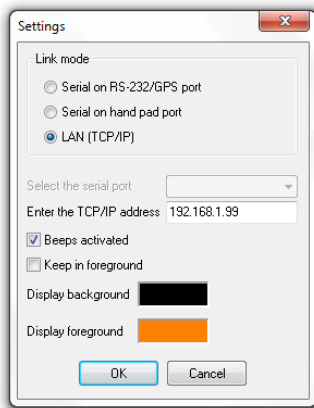 Settings
Link mode
Serial on RS-232/GPS port
Serial on hand pad port
LAN (TCP/IP)
Select the serial port
Enter the TCP/IP address 192.168.1.99
Beeps activated
Keep in foreground
Display background
Display foreground
OK Cancel